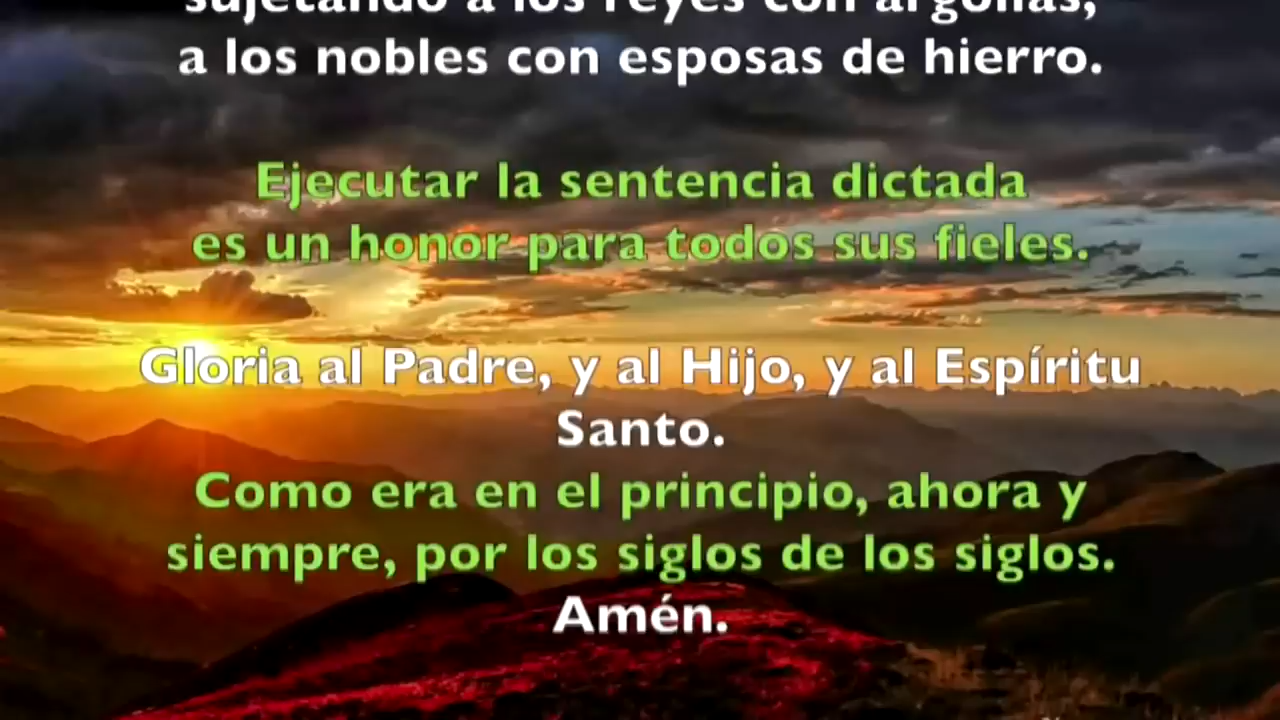 sujetando a los reyes con argollas,
a los nobles con esposas de hierro.
Ejecutar la sentencia dictada
es un honor para todos sus fieles.
Gloria al Padre, y al Hijo, y al Espíritu
Santo.
Como era en el principio, ahora y
siempre, por los siglos de los siglos.
Amén.